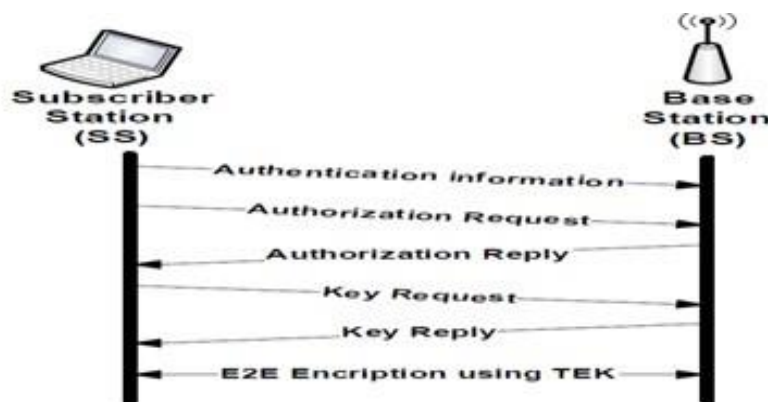 Subscriber
Station
(SS)
Base
Station
(BS)
Authentication information
Authorization Request
Authorization Reply
Key Request
Key Reply
E2E Encription using TEK